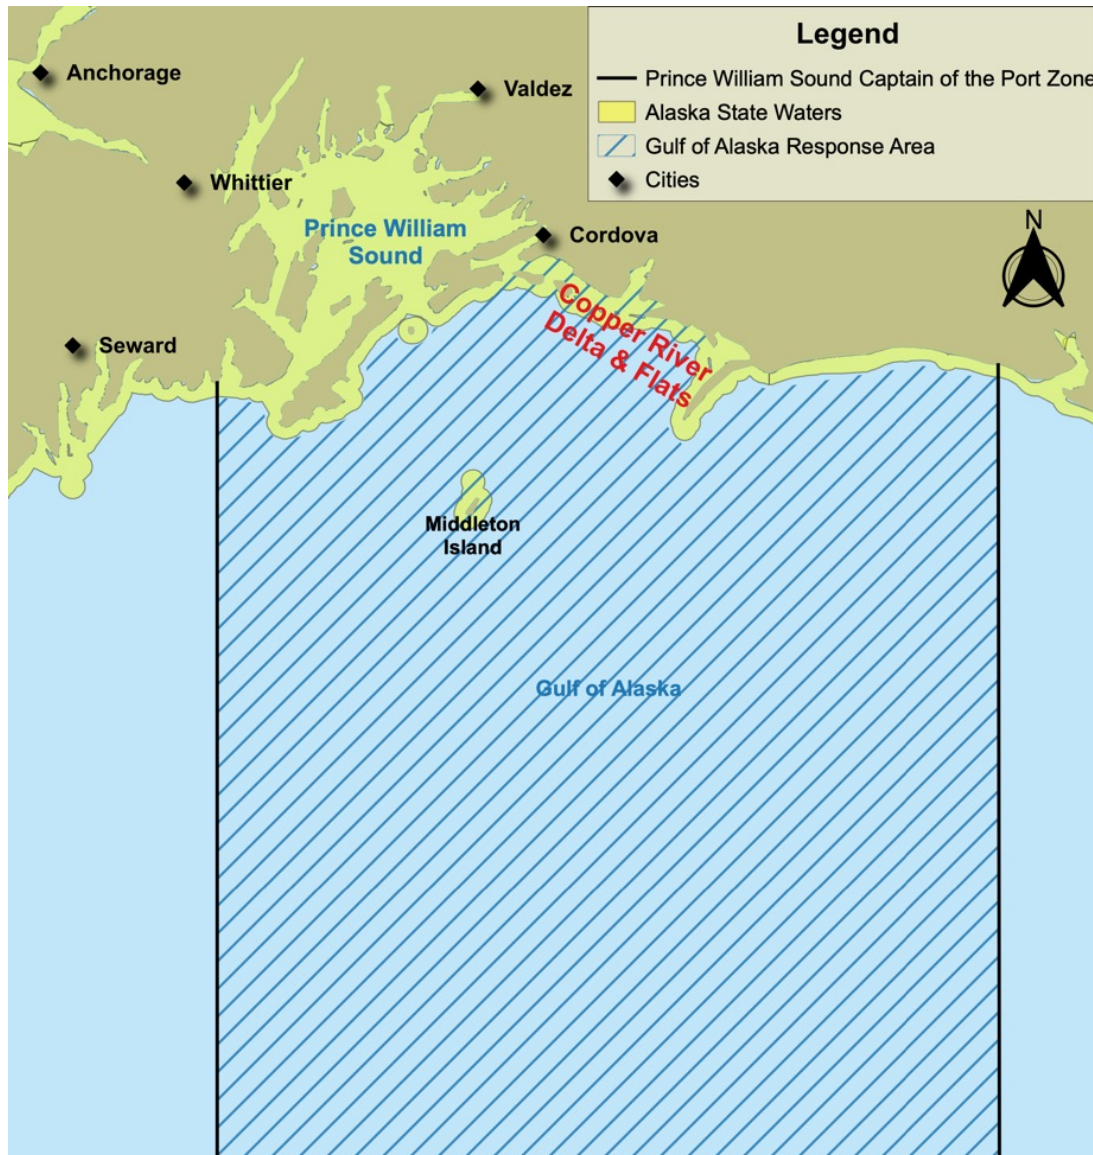 Legend
Prince William Sound Captain of the Port Zone
Alaska State Waters
Gulf of Alaska Response Area
Cities
Anchorage
Valdez
Whittier
Prince William
Sound
Cordova
N
Copper River
Delta & Flats
Seward
Middleton
Island
Gulf of Alaska